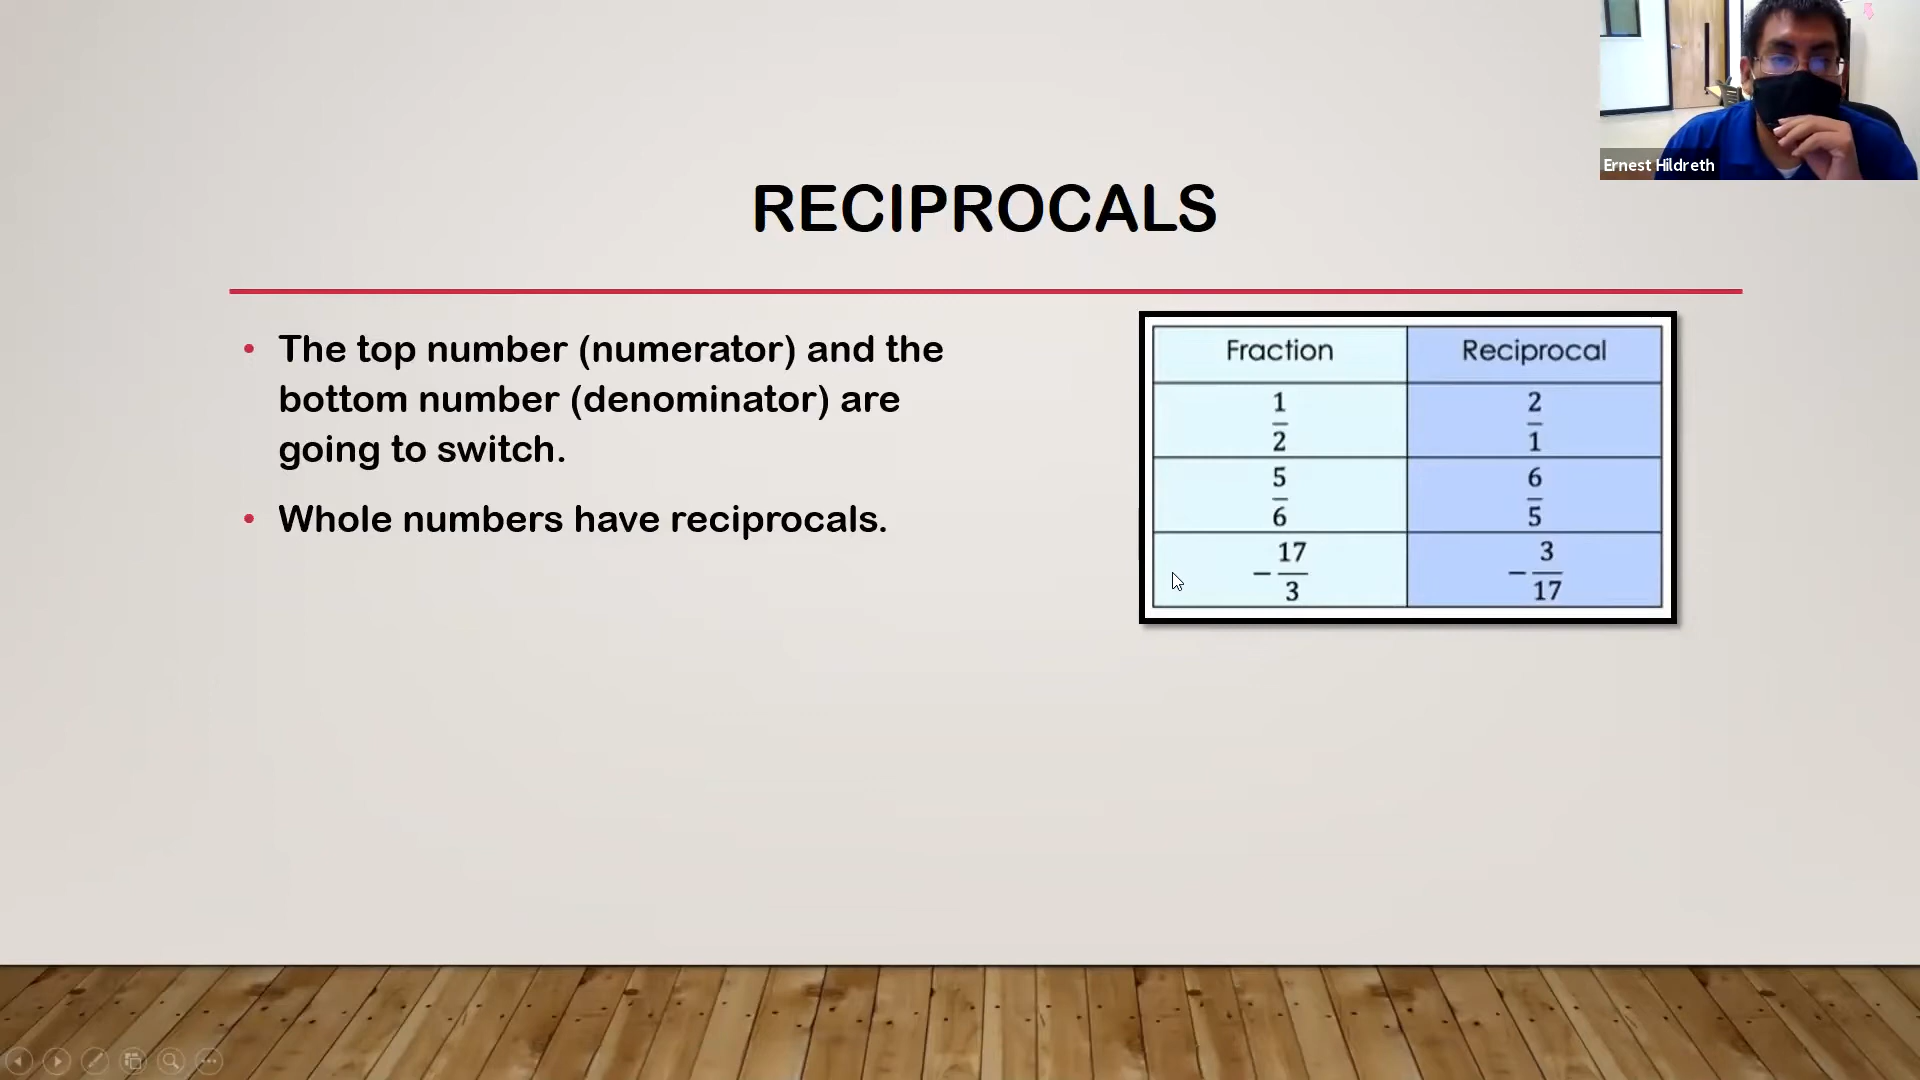 Ernest Hildreth
RECIPROCALS
• The top number (numerator) and the
bottom number (denominator) are
going to switch.
• Whole numbers have reciprocals.
Fraction Reciprocal
1/2 2/1
5/6 6/5
−17/3 −3/17